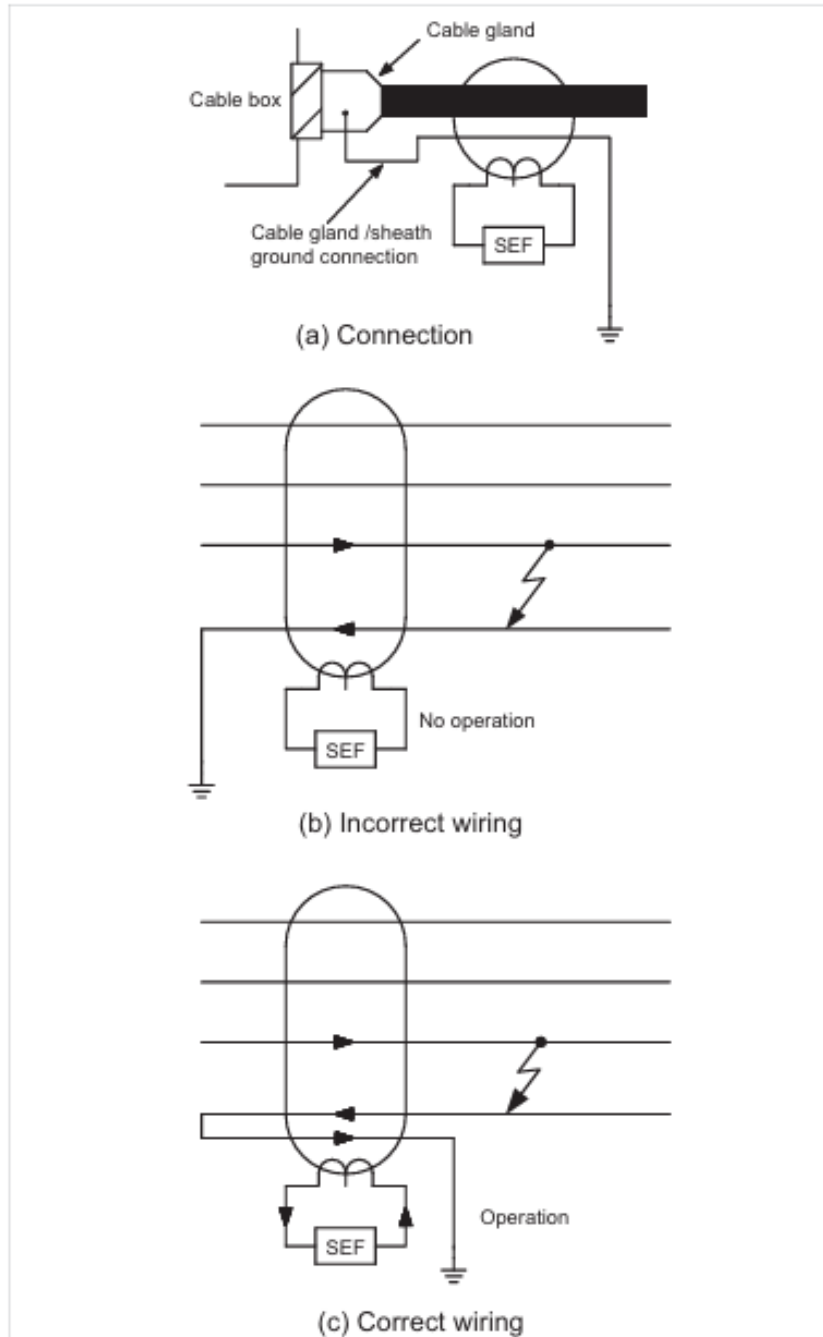 Cable gland
Cable box
Cable gland /sheath
ground connection
SEF
(a) Connection
No operation
SEF
(b) Incorrect wiring
Operation
SEF
(c) Correct wiring